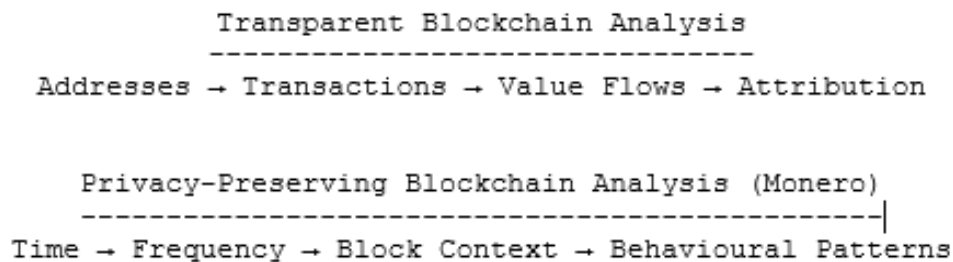 Transparent Blockchain Analysis
--------------------------------
Addresses → Transactions → Value Flows → Attribution
Privacy-Preserving Blockchain Analysis (Monero)
-----------------------------------------------
Time → Frequency → Block Context → Behavioural Patterns